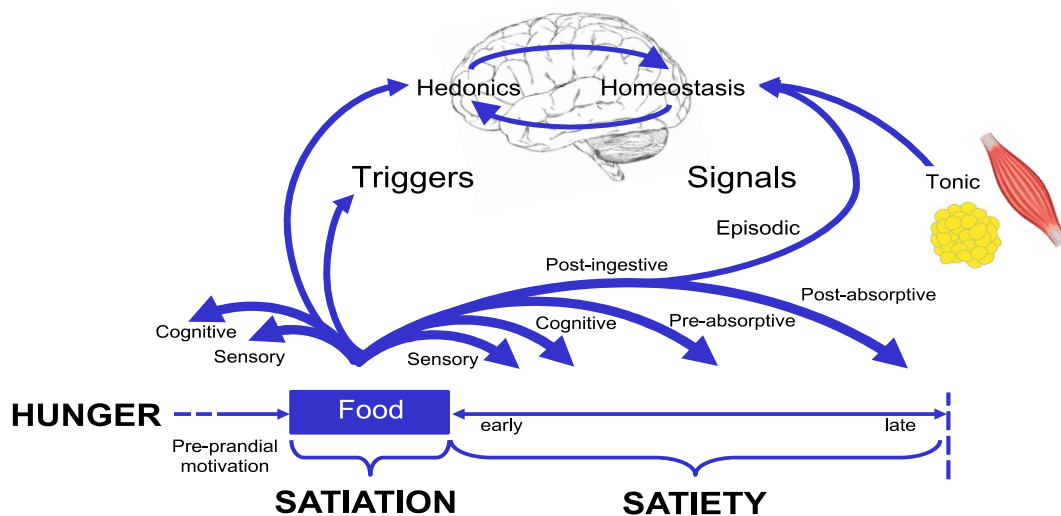 Hedonics
Homeostasis
Triggers
Signals
Tonic
Episodic
Post-ingestive
Post-absorptive
Cognitive
Sensory
Sensory
Cognitive
Pre-absorptive
HUNGER
Food
early
late
Pre-prandial
motivation
SATIATION
SATIETY